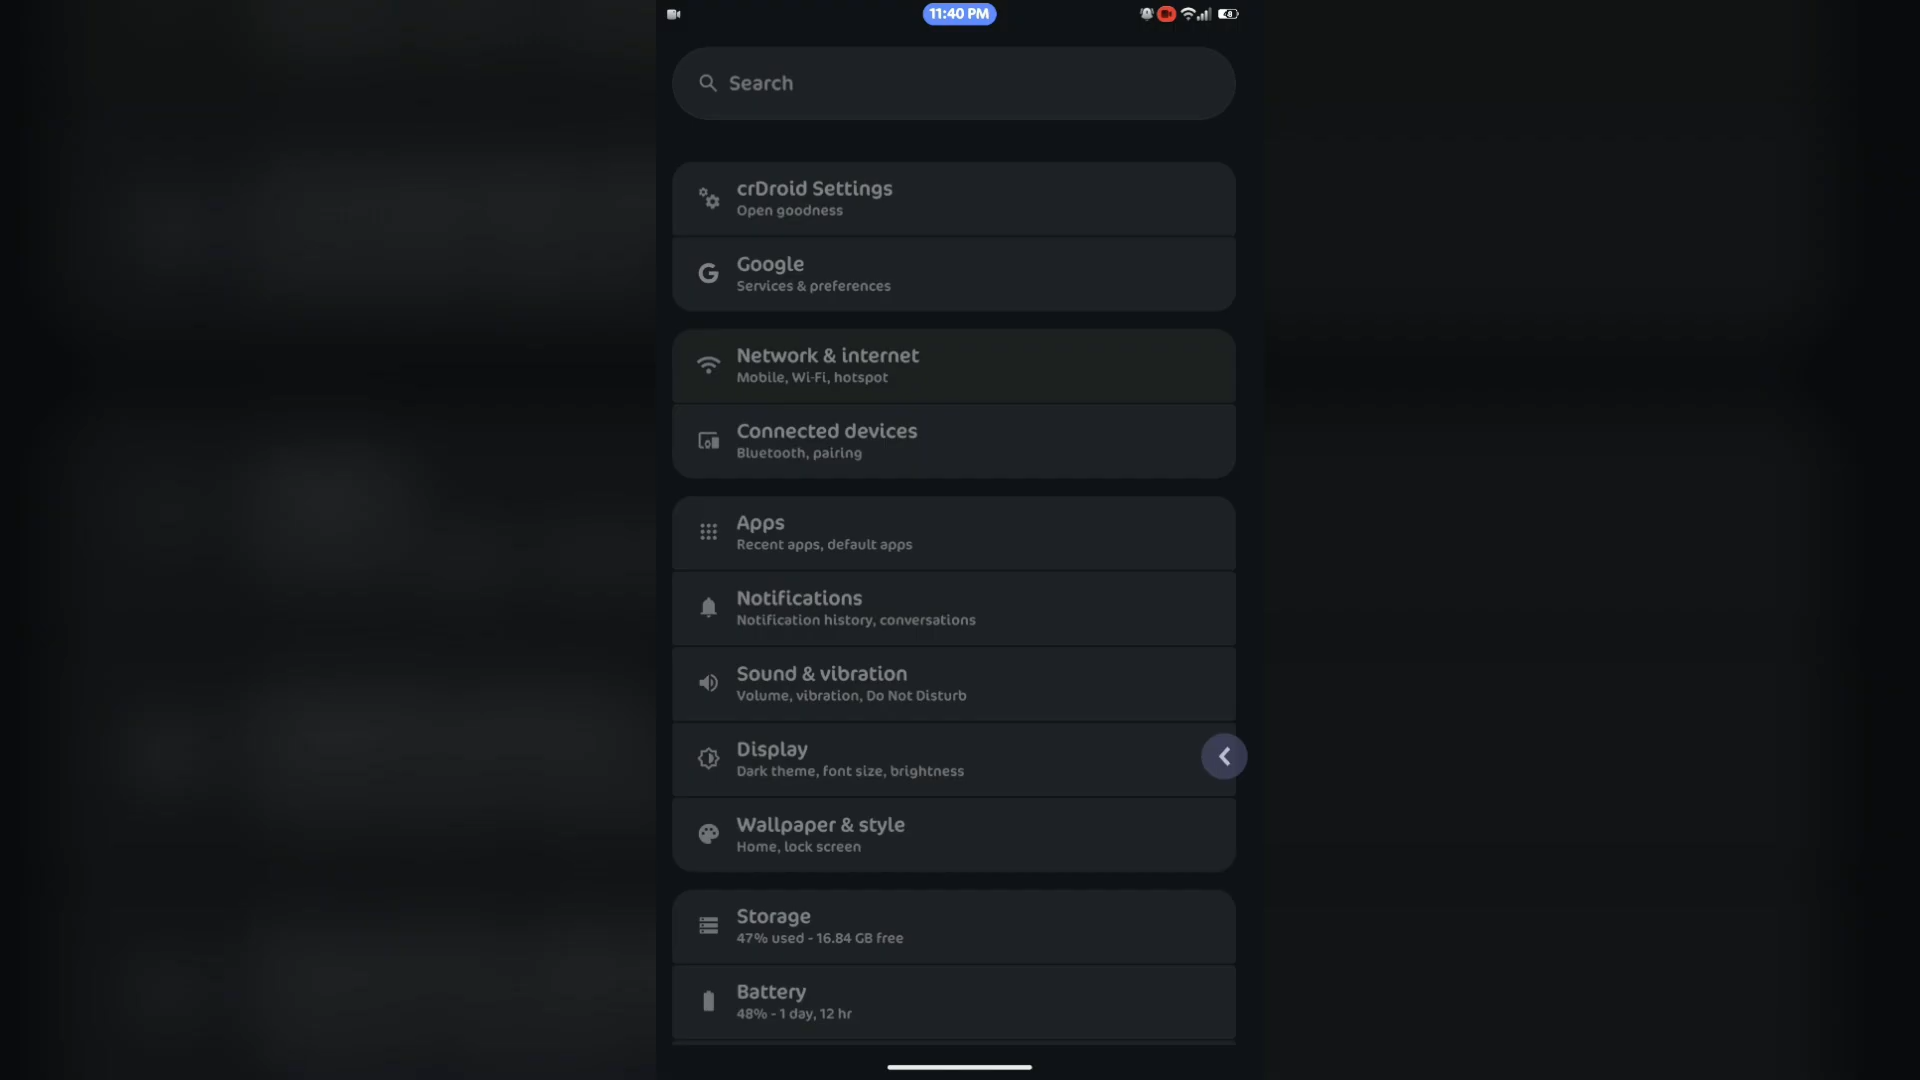 11:40 PM
Search
crDroid Settings
Open goodness
Google
Services & preferences
Network & internet
Mobile, Wi-Fi, hotspot
Connected devices
Bluetooth, pairing
Apps
Recent apps, default apps
Notifications
Notification history, conversations
Sound & vibration
Volume, vibration, Do Not Disturb
Display
Dark theme, font size, brightness
Wallpaper & style
Home, lock screen
Storage
47% used - 16.84 GB free
Battery
48% - 1 day, 12 hr